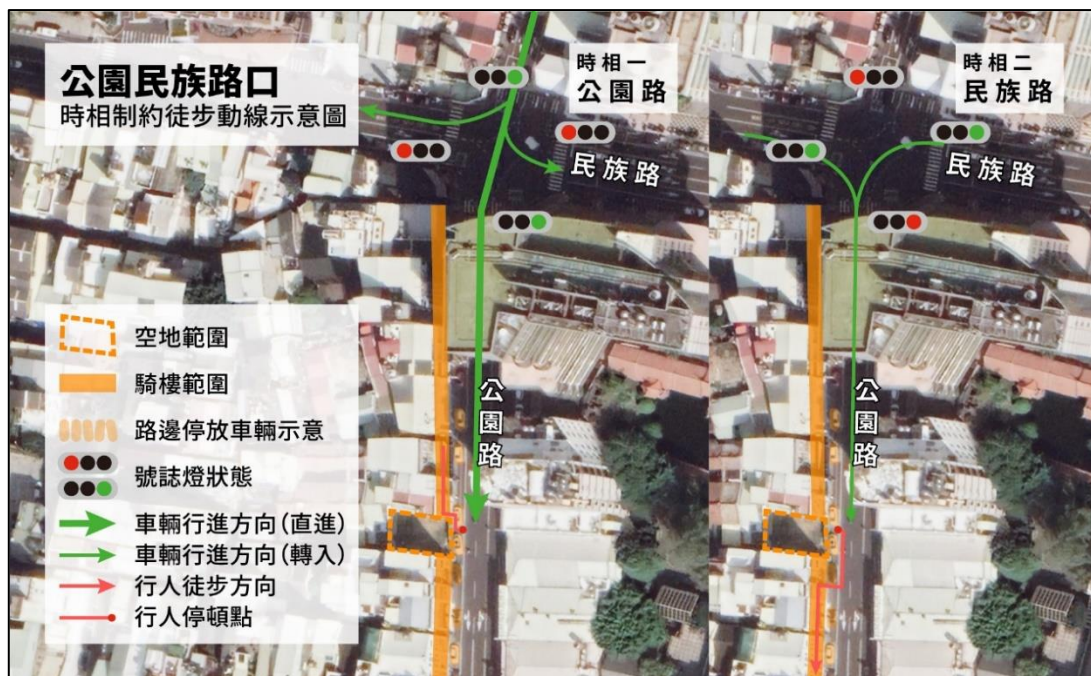 公園民族路口
時相制約徒步動線示意圖
時相一
公園路
民族路
公園路
時相二
民族路
民族路
公園路
空地範圍
騎樓範圍
路邊停放車輛示意
號誌燈狀態
車輛行進方向(直進)
車輛行進方向(轉入)
行人徒步方向
行人停頓點